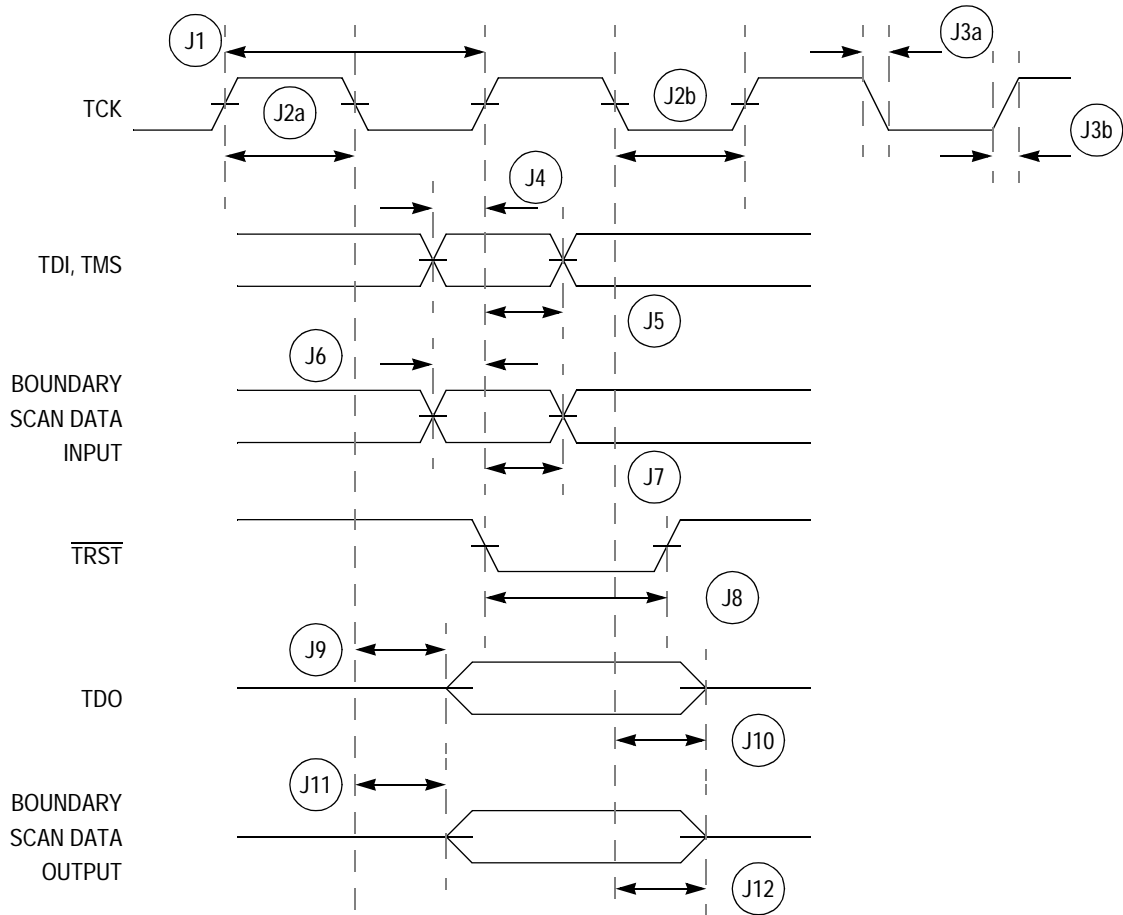 J1
J3a
TCK
J2a
J2b
J3b
J4
TDI, TMS
J5
J6
BOUNDARY
SCAN DATA
INPUT
J7
TRST
J8
J9
TDO
J10
J11
BOUNDARY
SCAN DATA
OUTPUT
J12